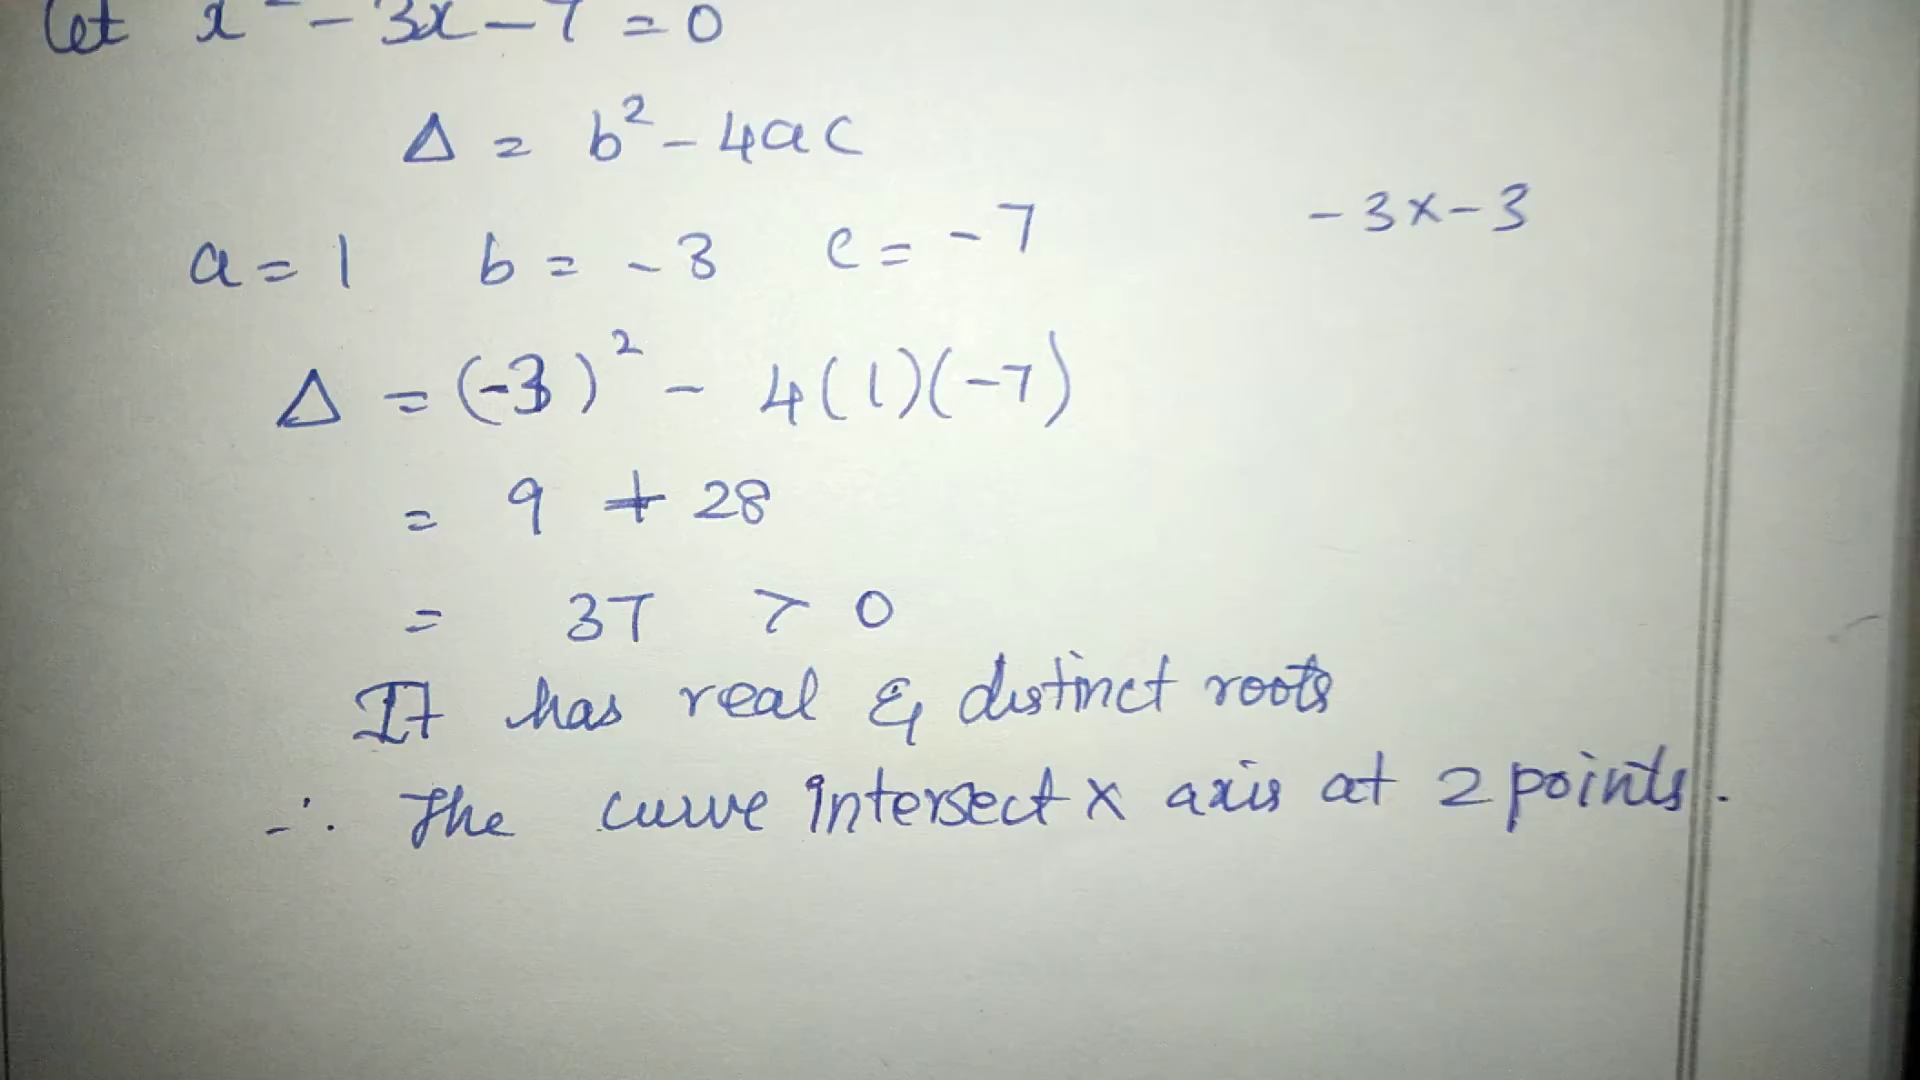 Let x² - 3x - 7 = 0
Δ = b² - 4ac
a = 1 b = -3 c = -7
-3x-3
Δ = (-3)² - 4(1)(-7)
= 9 + 28
= 37 > 0
It has real & distinct roots
∴ The curve intersect x axis at 2 points.